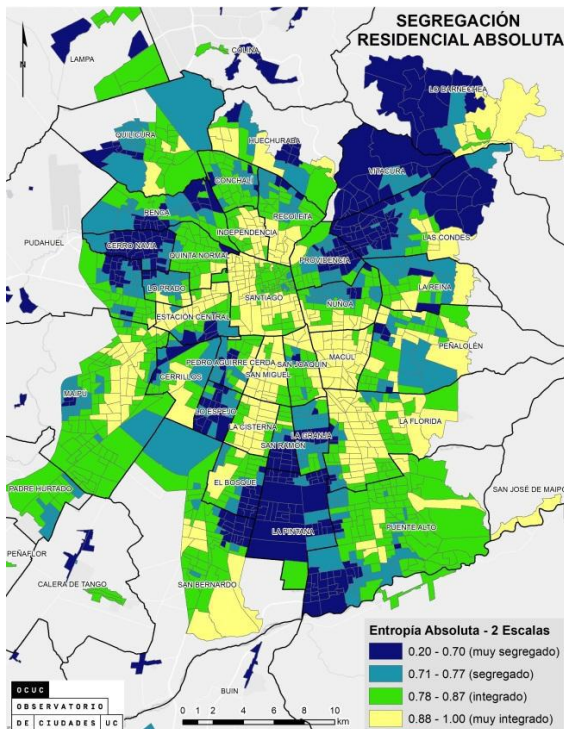 SEGREGACIÓN
RESIDENCIAL ABSOLUTA
N
LAMPA
COLINA
LO BARNECHEA
QUILICURA
HUECHURABA
VITACURA
CONCHALÍ
RENCA
RECOLETA
INDEPENDENCIA
LAS CONDES
PUDAHUEL
CERRO NAVIA
QUINTA NORMAL
PROVIDENCIA
LO PRADO
LA REINA
SANTIAGO
ÑUÑOA
ESTACIÓN CENTRAL
PEÑALOLÉN
MACUL
PEDRO AGUIRRE CERDA
SAN JOAQUÍN
CERRILLOS
SAN MIGUEL
MAIPÚ
LO ESPEJO
LA FLORIDA
LA CISTERNA
LA GRANJA
SAN RAMÓN
EL BOSQUE
PADRE HURTADO
SAN JOSÉ DE MAIPO
LA PINTANA
PUENTE ALTO
PEÑAFLOR
CALERA DE TANGO
SAN BERNARDO
BUIN
Entropía Absoluta - 2 Escalas
0.20 - 0.70 (muy segregado)
0.71 - 0.77 (segregado)
0.78 - 0.87 (integrado)
0.88 - 1.00 (muy integrado)
OCUC
OBSERVATORIO
DE CIUDADES UC
0 1 2 4 6 8 10
km